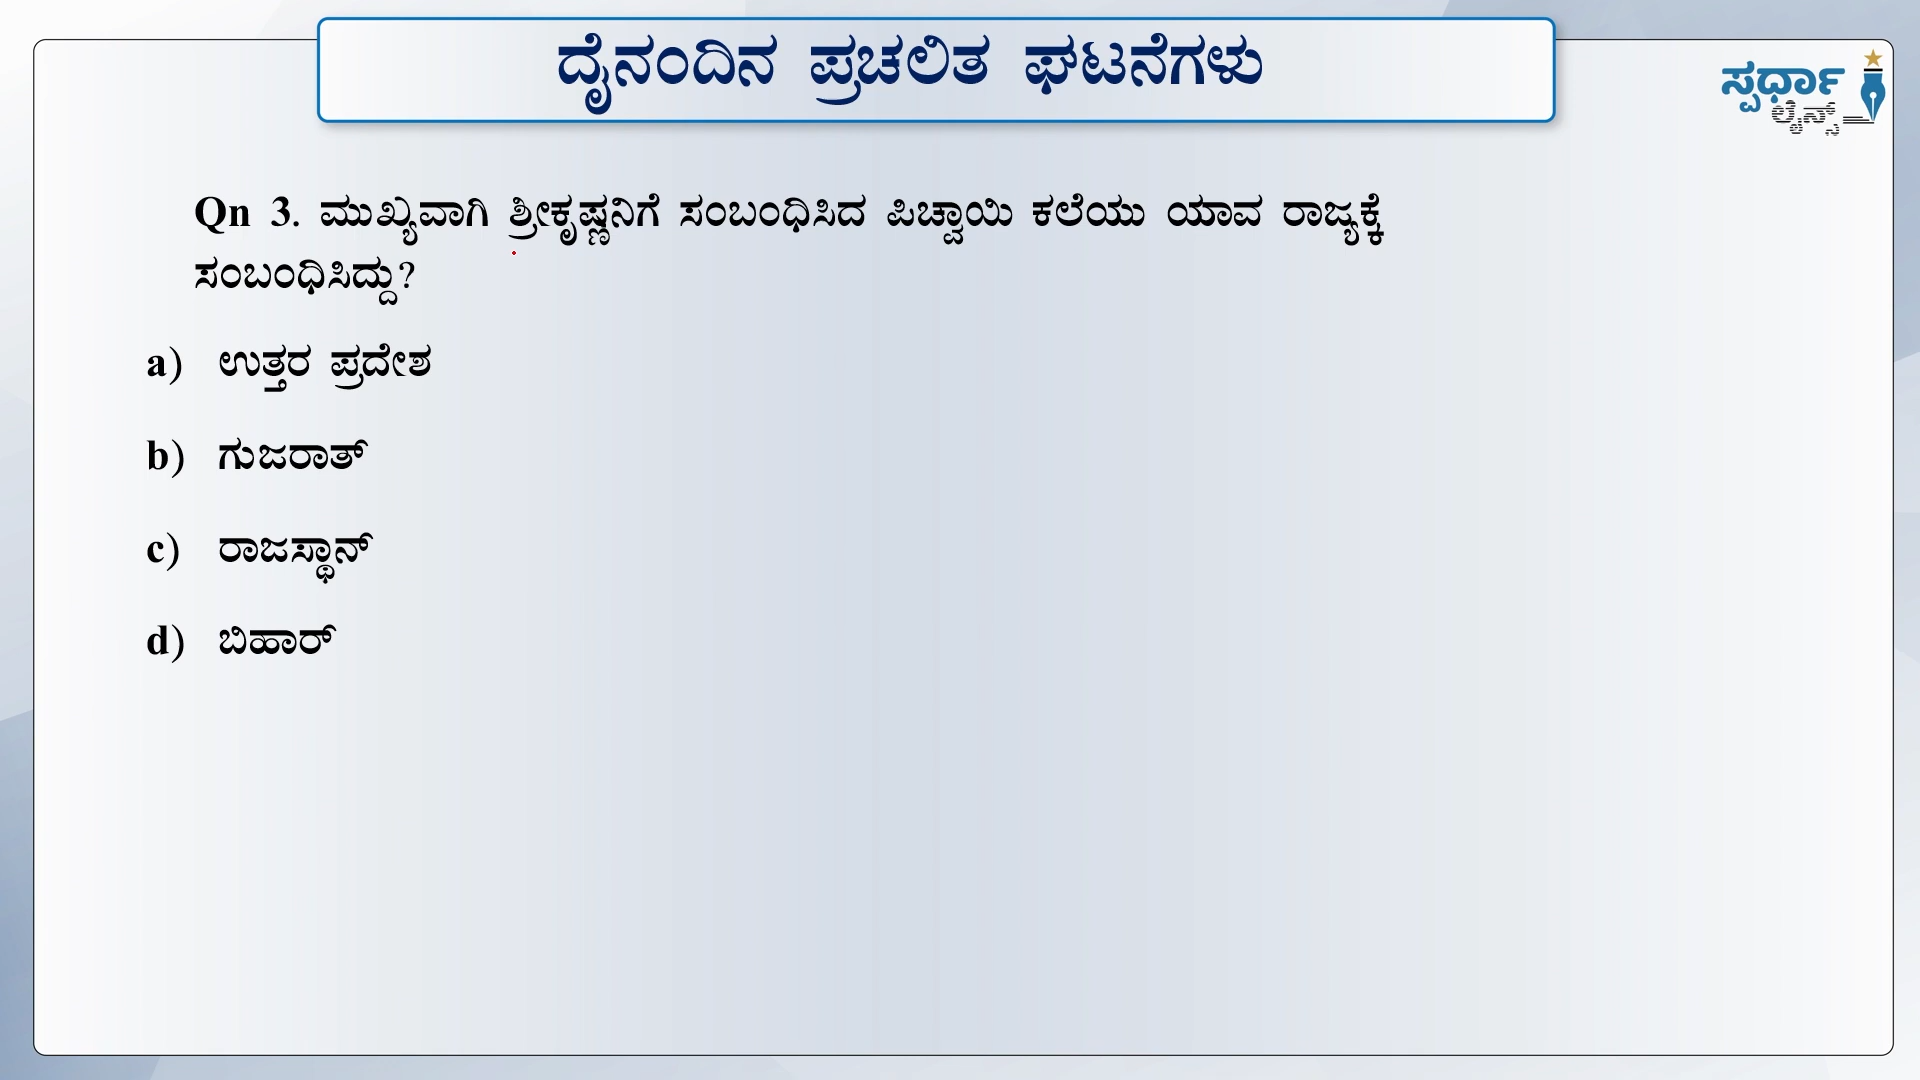 ದೈನಂದಿನ ಪ್ರಚಲಿತ ಘಟನೆಗಳು
ಸ್ಪರ್ಧಾ
ಲೈನ್ಸ್
Qn 3. ಮುಖ್ಯವಾಗಿ ಶ್ರೀಕೃಷ್ಣನಿಗೆ ಸಂಬಂಧಿಸಿದ ಪಿಚ್ವಾಯಿ ಕಲೆಯು ಯಾವ ರಾಜ್ಯಕ್ಕೆ
ಸಂಬಂಧಿಸಿದ್ದು?
a) ಉತ್ತರ ಪ್ರದೇಶ
b) ಗುಜರಾತ್
c) ರಾಜಸ್ಥಾನ್
d) ಬಿಹಾರ್